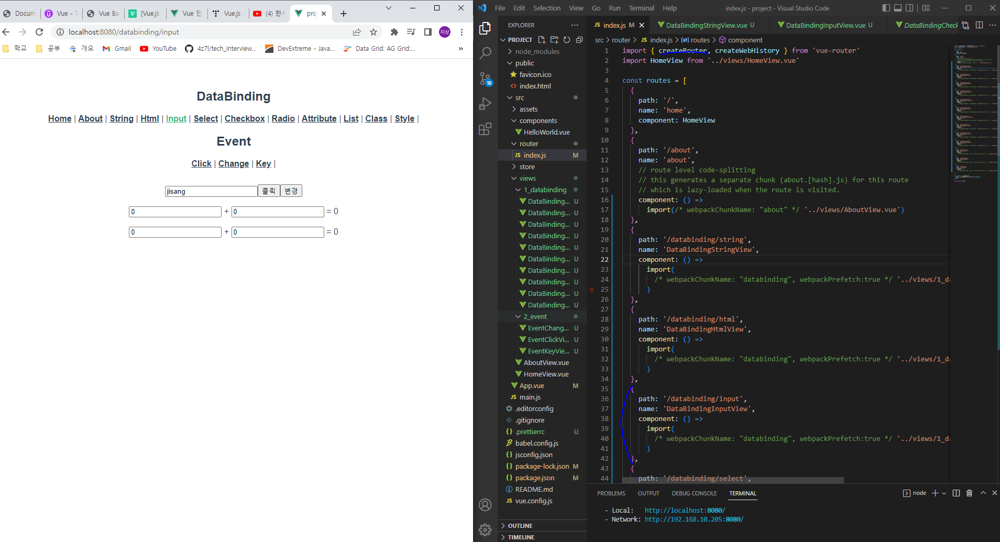 Docum
Vue - T
Vue Ba
[Vue.js
Vue 인
Vue.js
(4) 한시
pro
localhost:8080/databinding/input
지상
학교
공부
개요
Gmail
YouTube
4z7l/tech_interview...
DevExtreme - Java...
Data Grid: AG Grid:...
»
DataBinding
Home | About | String | Html | Input | Select | Checkbox | Radio | Attribute | List | Class | Style |
Event
Click | Change | Key |
jisang 클릭 변경
0 + 0 = 0
0 + 0 = 0
File Edit Selection View Go Run Terminal Help
index.js - project - Visual Studio Code
18
EXPLORER
PROJECT
node_modules
public
favicon.ico
index.html
src
assets
components
HelloWorld.vue
router
JS index.js M
store
views
1_databinding
DataBinding... U
DataBinding... U
DataBinding... U
DataBinding... U
DataBinding... U
DataBinding... U
DataBinding... U
DataBinding... U
DataBinding... U
DataBinding... U
2_event
EventChang... U
EventClickVi... U
EventKeyVie... U
AboutView.vue
HomeView.vue
App.vue M
JS main.js
.editorconfig
.gitignore
{} .prettierrc U
babel.config.js
{} jsconfig.json
{} package-lock.json M
{} package.json M
README.md
JS vue.config.js
OUTLINE
TIMELINE
JS index.js M
DataBindingStringView.vue U
DataBindingInputView.vue U
DataBindingCheck
src > router > JS index.js > routes > component
1 import { createRouter, createWebHistory } from 'vue-router'
2 import HomeView from '../views/HomeView.vue'
3
4 const routes = [
5 {
6 path: '/',
7 name: 'home',
8 component: HomeView
9 },
10 {
11 path: '/about',
12 name: 'about',
13 // route level code-splitting
14 // this generates a separate chunk (about.[hash].js) for this route
15 // which is lazy-loaded when the route is visited.
16 component: () =>
17 import(/* webpackChunkName: "about" */ '../views/AboutView.vue')
18 },
19 {
20 path: '/databinding/string',
21 name: 'DataBindingStringView',
22 component: () =>
23 import(
24 /* webpackChunkName: "databinding", webpackPrefetch:true */ '../views/1_da
25 )
26 },
27 {
28 path: '/databinding/html',
29 name: 'DataBindingHtmlView',
30 component: () =>
31 import(
32 /* webpackChunkName: "databinding", webpackPrefetch:true */ '../views/1_da
33 )
34 },
35 {
36 path: '/databinding/input',
37 name: 'DataBindingInputView',
38 component: () =>
39 import(
40 /* webpackChunkName: "databinding", webpackPrefetch:true */ '../views/1_da
41 )
42 },
43 {
44 path: '/databinding/select',
PROBLEMS OUTPUT DEBUG CONSOLE TERMINAL
node
- Local: http://localhost:8080/
- Network: http://192.168.10.205:8080/